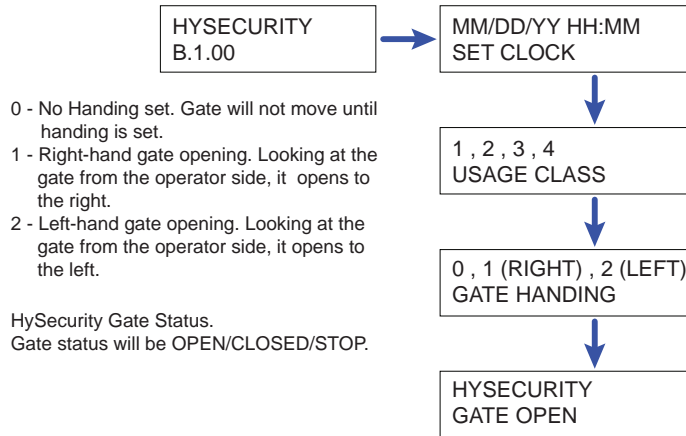 HYSECURITY
B.1.00
MM/DD/YY HH:MM
SET CLOCK
0 - No Handing set. Gate will not move until
handing is set.
1 - Right-hand gate opening. Looking at the
gate from the operator side, it opens to
the right.
2 - Left-hand gate opening. Looking at the
gate from the operator side, it opens to
the left.
1 , 2 , 3 , 4
USAGE CLASS
0 , 1 (RIGHT) , 2 (LEFT)
GATE HANDING
HySecurity Gate Status.
Gate status will be OPEN/CLOSED/STOP.
HYSECURITY
GATE OPEN